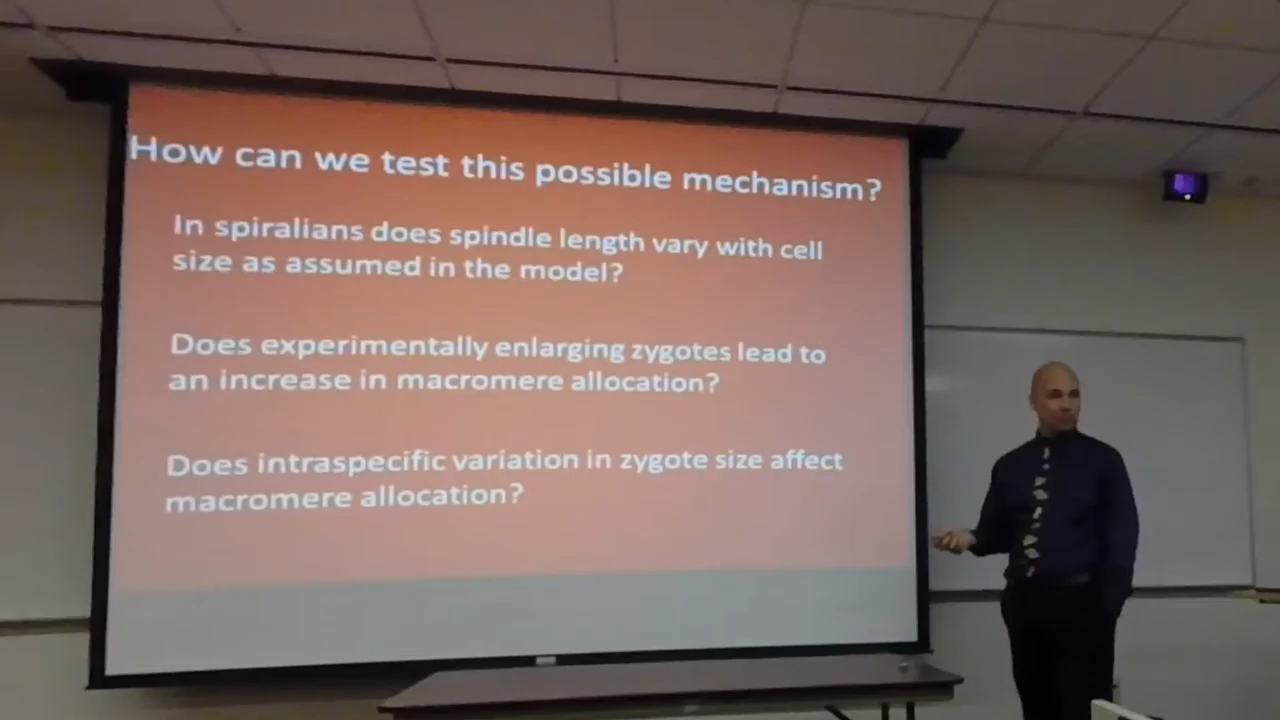 How can we test this possible mechanism?
In spiralians does spindle length vary with cell
size as assumed in the model?
Does experimentally enlarging zygotes lead to
an increase in macromere allocation?
Does intraspecific variation in zygote size affect
macromere allocation?